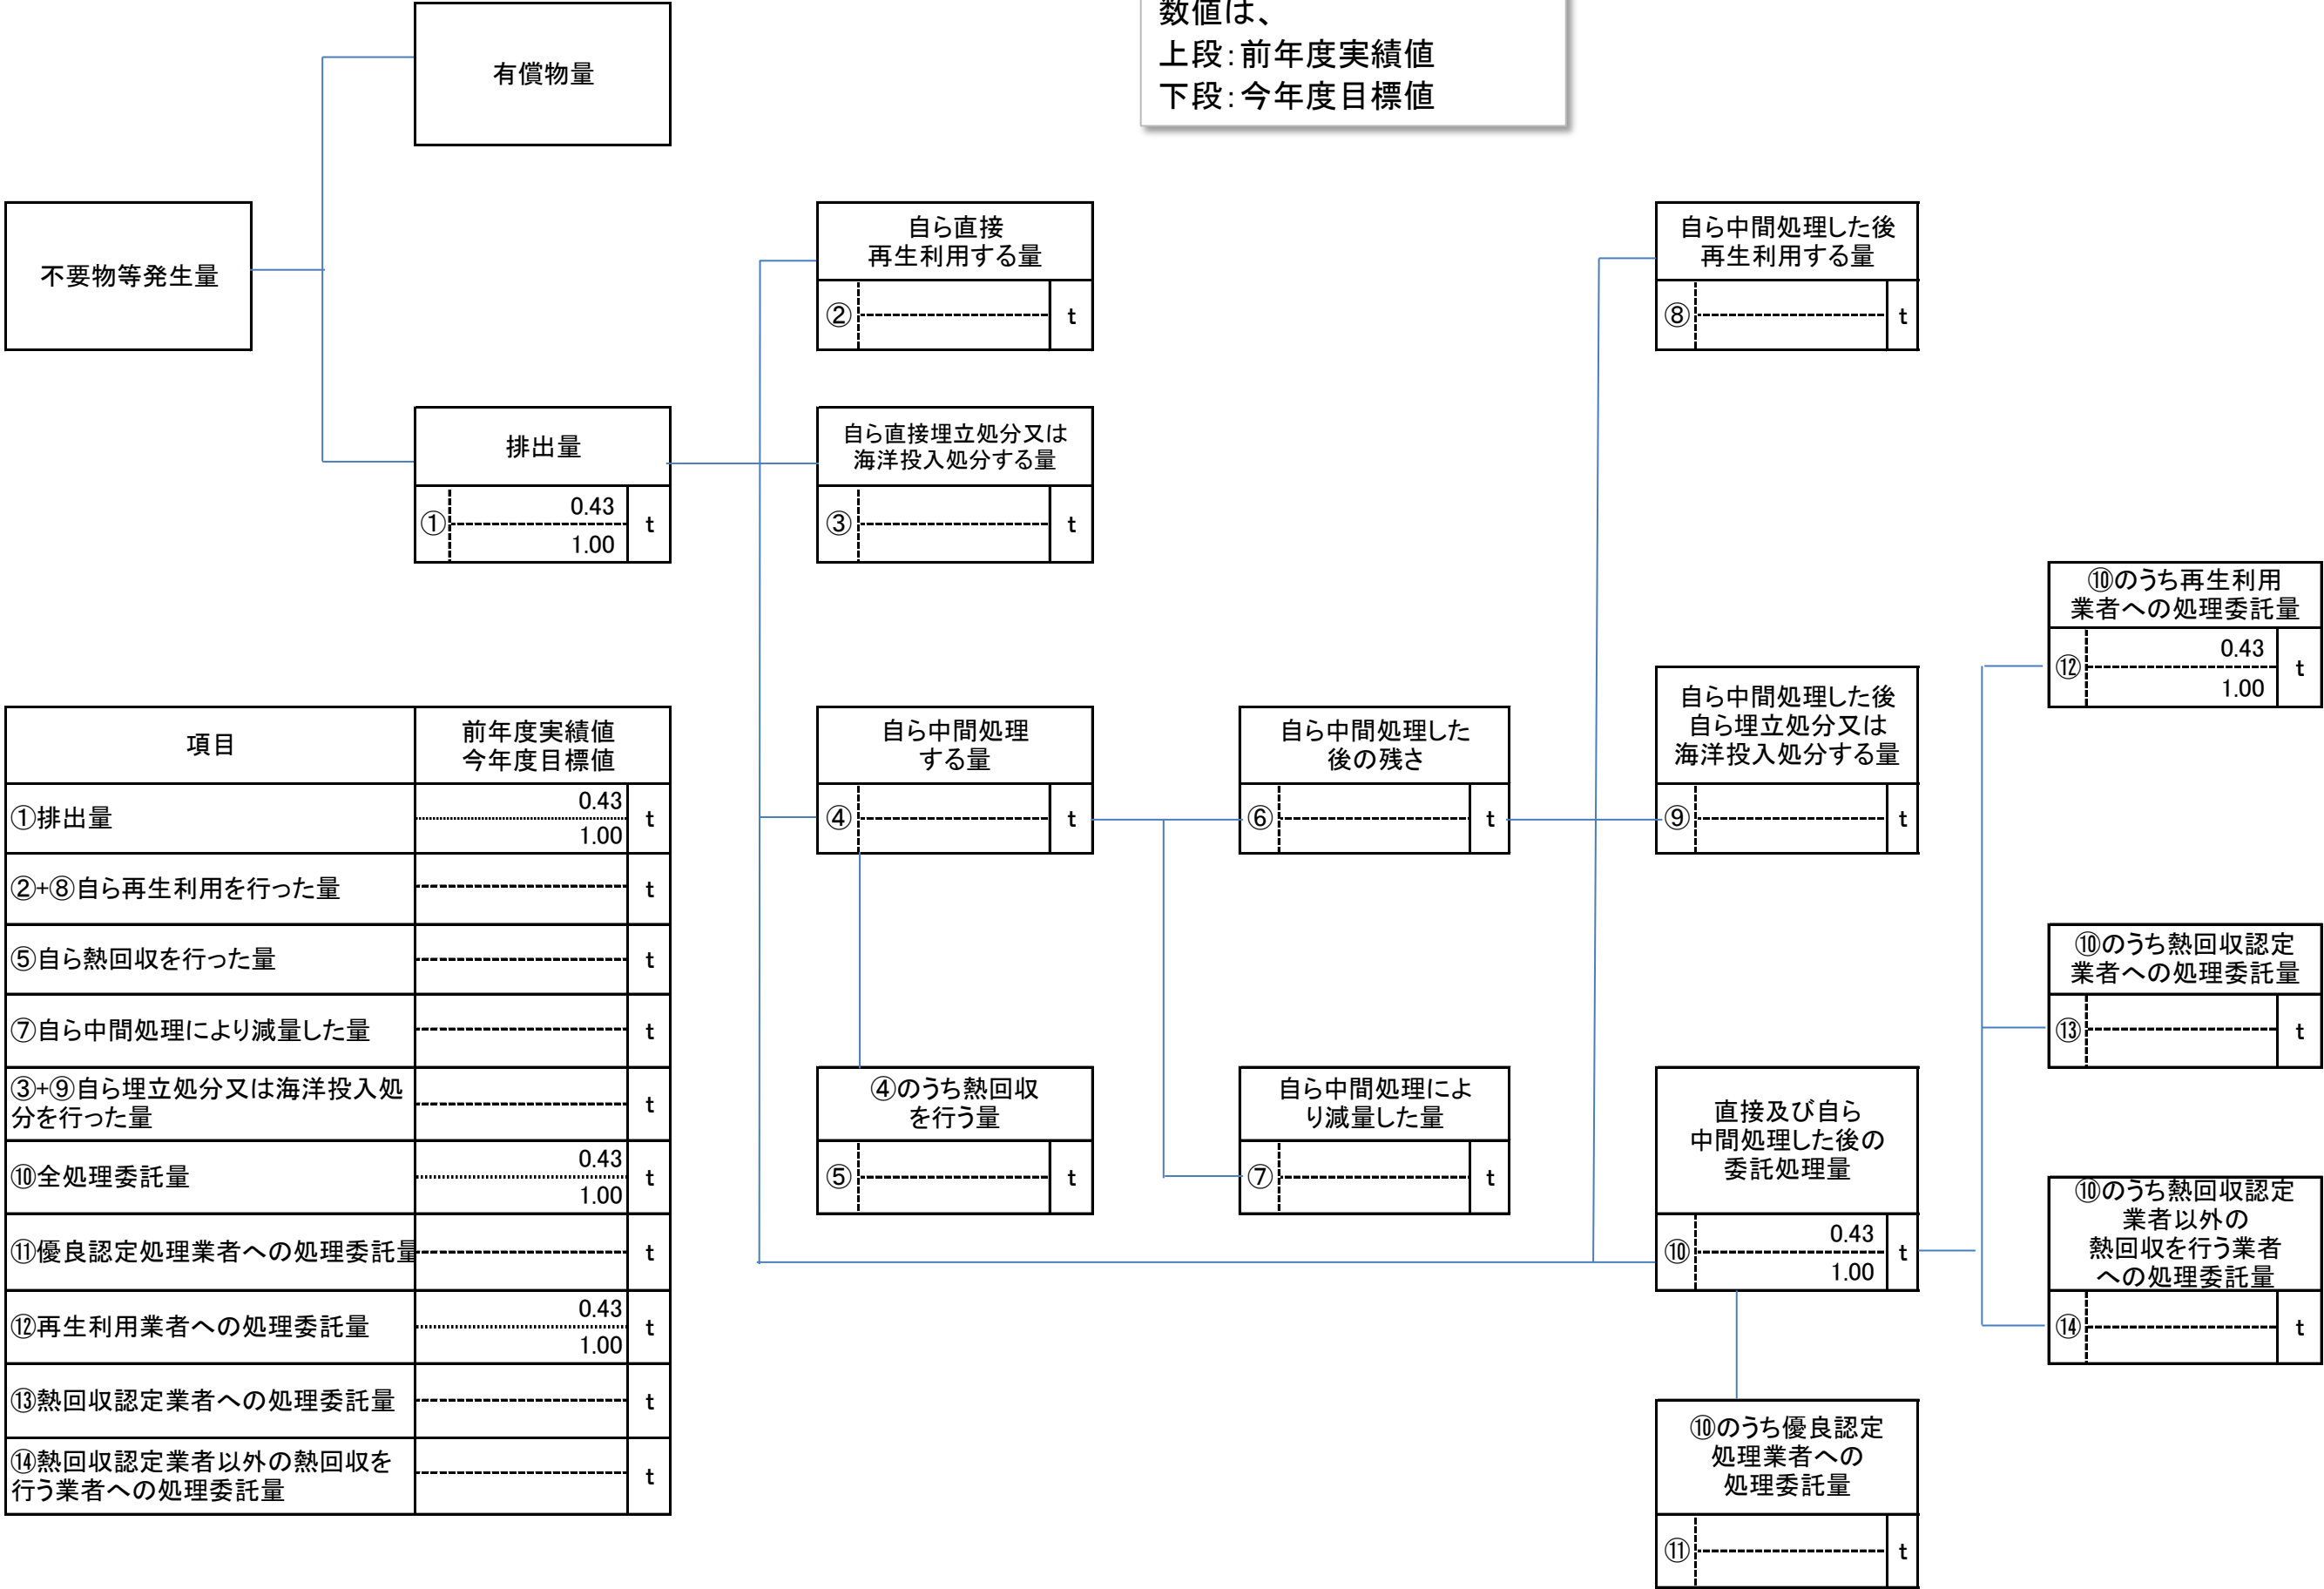 数値は、
上段：前年度実績値
下段：今年度目標値
有償物量
不要物等発生量
自ら直接
再生利用する量
② t
自ら中間処理した後
再生利用する量
⑧ t
排出量
① 0.43 t
1.00
自ら直接埋立処分又は
海洋投入処分する量
③ t
⑩のうち再生利用
業者への処理委託量
⑫ 0.43 t
1.00
自ら中間処理
する量
④ t
自ら中間処理した
後の残さ
⑥ t
自ら中間処理した後
自ら埋立処分又は
海洋投入処分する量
⑨ t
⑩のうち熱回収認定
業者への処理委託量
⑬ t
④のうち熱回収
を行う量
⑤ t
自ら中間処理によ
り減量した量
⑦ t
直接及び自ら
中間処理した後の
委託処理量
⑩ 0.43 t
1.00
⑩のうち熱回収認定
業者以外の
熱回収を行う業者
への処理委託量
⑭ t
⑩のうち優良認定
処理業者への
処理委託量
⑪ t
項目 前年度実績値
今年度目標値
①排出量 0.43 t
1.00
②+⑧自ら再生利用を行った量 t
⑤自ら熱回収を行った量 t
⑦自ら中間処理により減量した量 t
③+⑨自ら埋立処分又は海洋投入処
分を行った量 t
⑩全処理委託量 0.43 t
1.00
⑪優良認定処理業者への処理委託量 t
⑫再生利用業者への処理委託量 0.43 t
1.00
⑬熱回収認定業者への処理委託量 t
⑭熱回収認定業者以外の熱回収を
行う業者への処理委託量 t